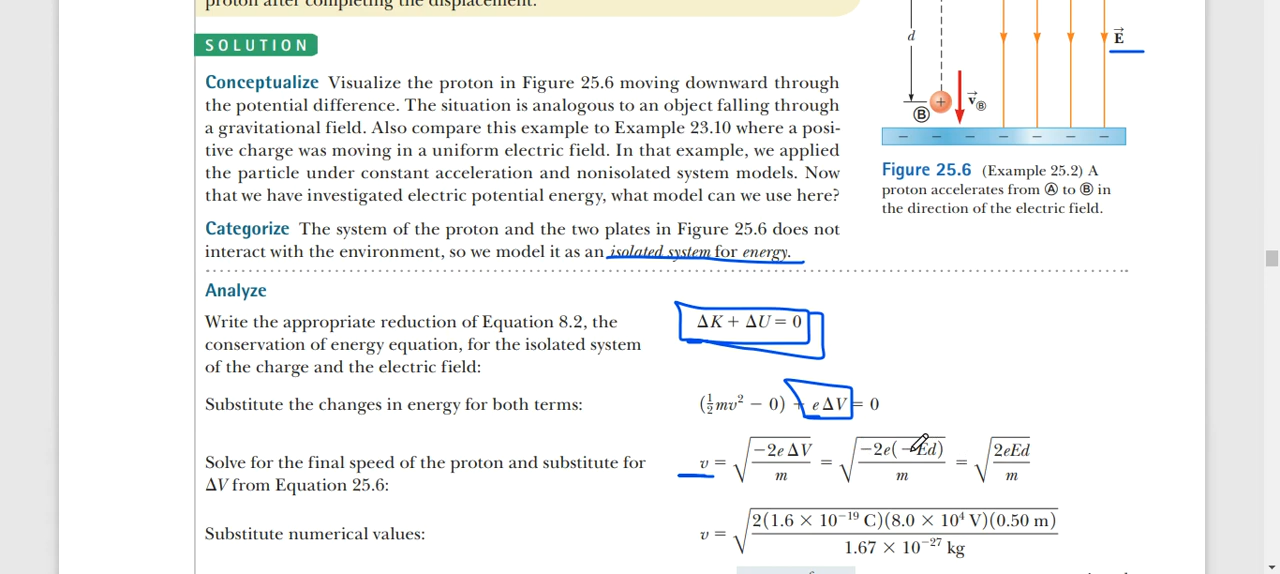 proton after completing the displacement.
SOLUTION
Conceptualize Visualize the proton in Figure 25.6 moving downward through
the potential difference. The situation is analogous to an object falling through
a gravitational field. Also compare this example to Example 23.10 where a posi-
tive charge was moving in a uniform electric field. In that example, we applied
the particle under constant acceleration and nonisolated system models. Now
that we have investigated electric potential energy, what model can we use here?
Categorize The system of the proton and the two plates in Figure 25.6 does not
interact with the environment, so we model it as an isolated system for energy.
Analyze
Write the appropriate reduction of Equation 8.2, the
conservation of energy equation, for the isolated system
of the charge and the electric field:
ΔK + ΔU = 0
Substitute the changes in energy for both terms:
(½mv² − 0) + e ΔV = 0
Solve for the final speed of the proton and substitute for
ΔV from Equation 25.6:
v = √(−2e ΔV / m) = √(−2e(−Ed) / m) = √(2eEd / m)
Substitute numerical values:
v = √(2(1.6 × 10⁻¹⁹ C)(8.0 × 10⁴ V)(0.50 m) / 1.67 × 10⁻²⁷ kg)
d
E⃗
+
v⃗Ⓑ
Ⓑ
− − − − − − −
Figure 25.6 (Example 25.2) A
proton accelerates from Ⓐ to Ⓑ in
the direction of the electric field.